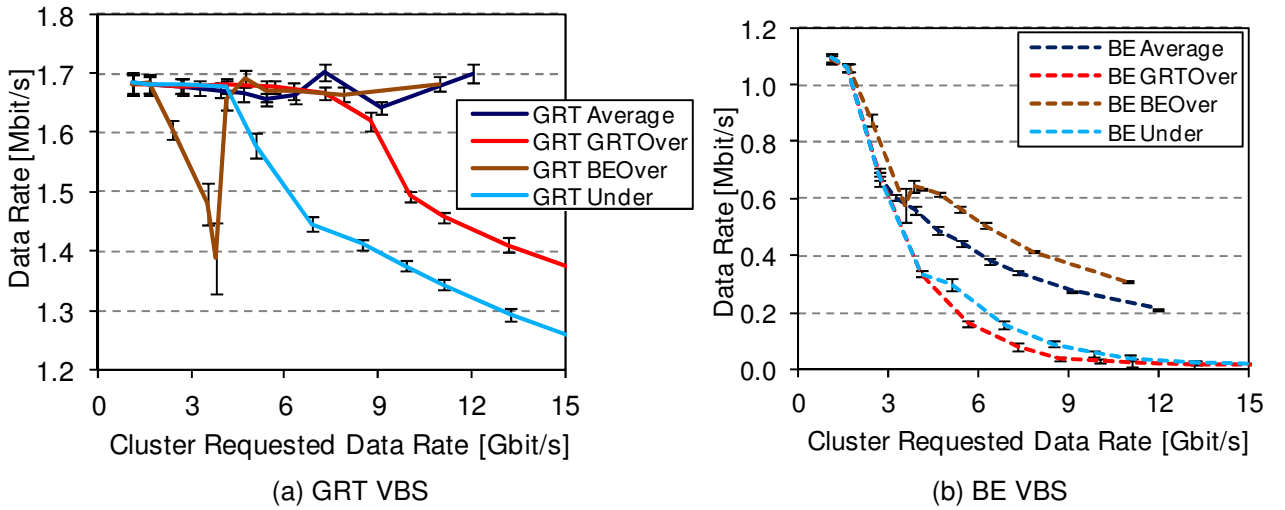 1.8
1.7
1.6
1.5
1.4
1.3
1.2
Data Rate [Mbit/s]
GRT Average
GRT GRTOver
GRT BEOver
GRT Under
0 3 6 9 12 15
Cluster Requested Data Rate [Gbit/s]
(a) GRT VBS
1.2
1.0
0.8
0.6
0.4
0.2
0.0
Data Rate [Mbit/s]
BE Average
BE GRTOver
BE BEOver
BE Under
0 3 6 9 12 15
Cluster Requested Data Rate [Gbit/s]
(b) BE VBS